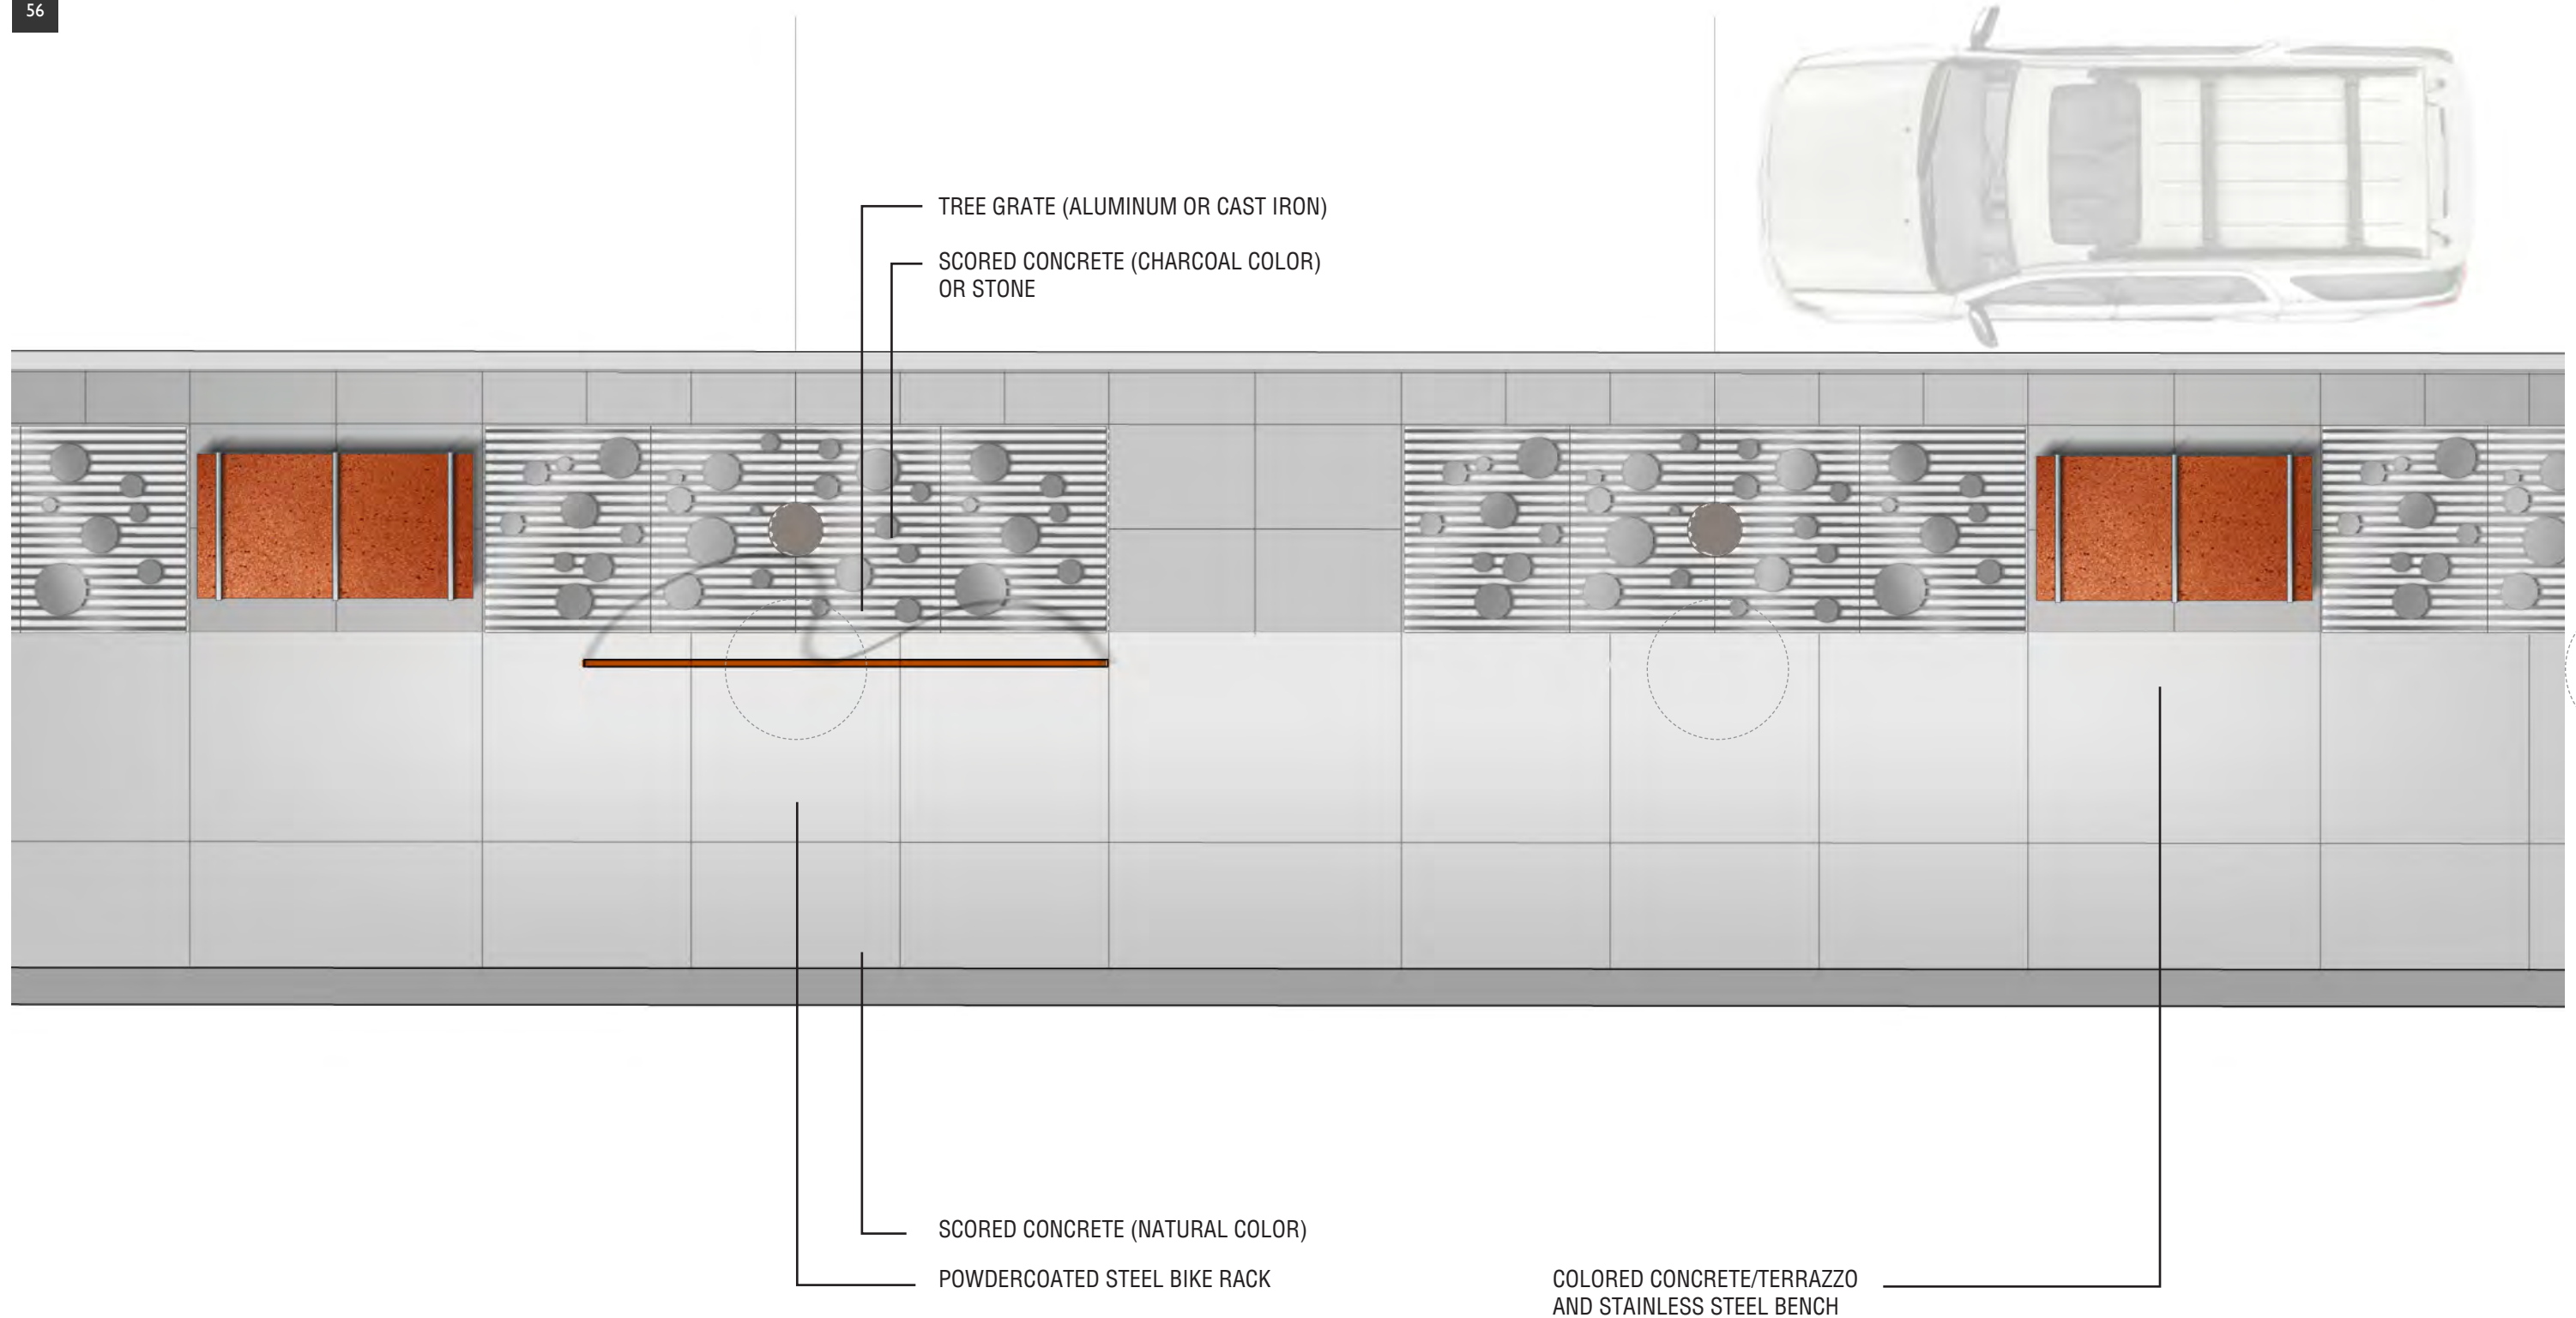 56
TREE GRATE (ALUMINUM OR CAST IRON)
SCORED CONCRETE (CHARCOAL COLOR)
OR STONE
SCORED CONCRETE (NATURAL COLOR)
POWDERCOATED STEEL BIKE RACK
COLORED CONCRETE/TERRAZZO
AND STAINLESS STEEL BENCH